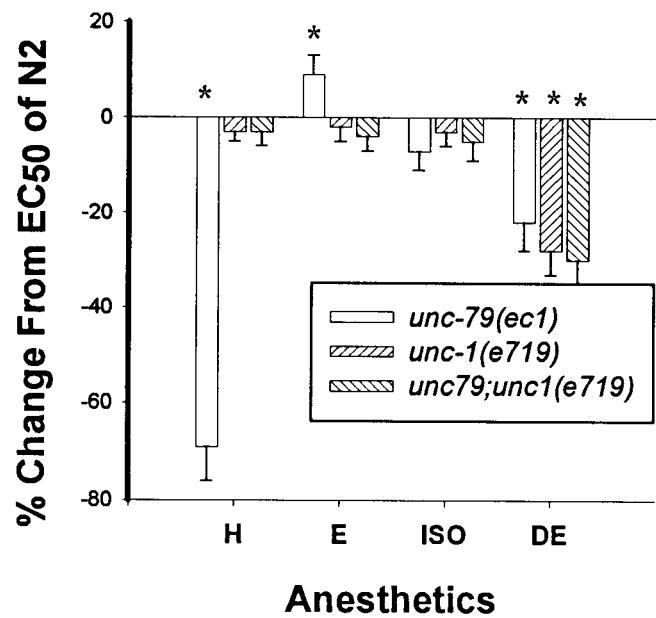 % Change From EC50 of N2
20
0
-20
-40
-60
-80
*
*
* * *
unc-79(ec1)
unc-1(e719)
unc79;unc1(e719)
H E ISO DE
Anesthetics